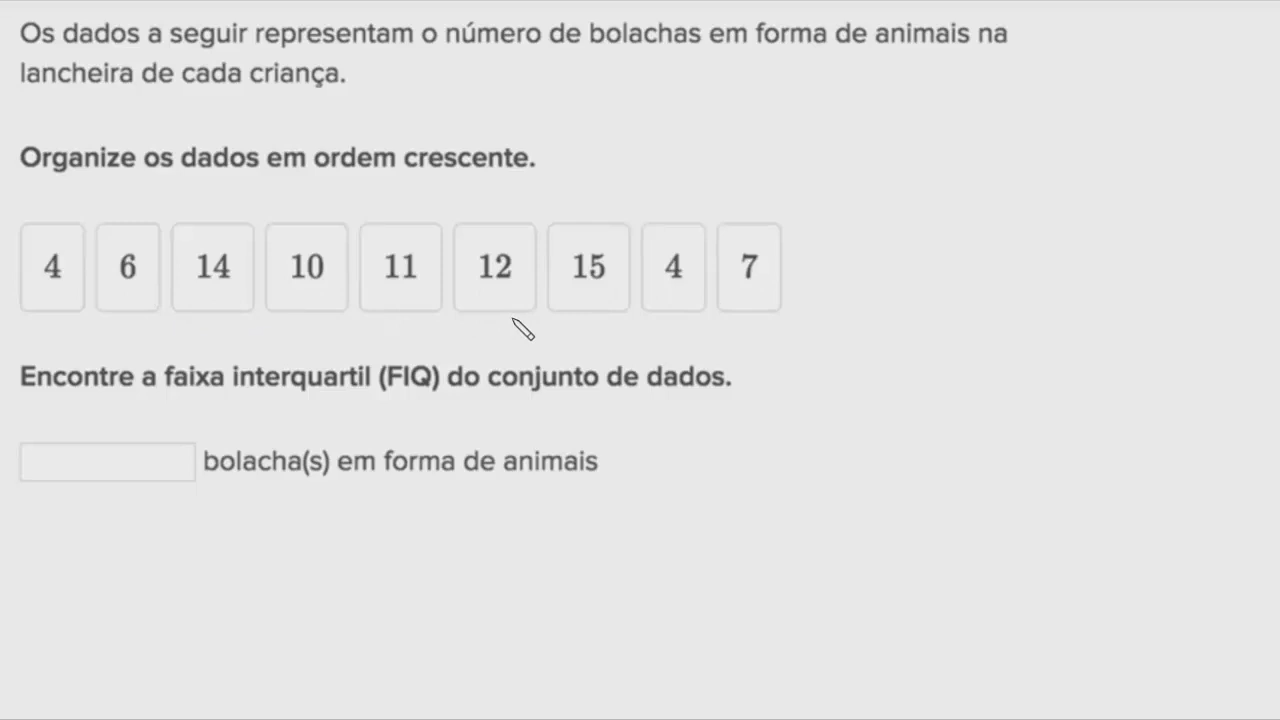 Os dados a seguir representam o número de bolachas em forma de animais na
lancheira de cada criança.
Organize os dados em ordem crescente.
4 6 14 10 11 12 15 4 7
Encontre a faixa interquartil (FIQ) do conjunto de dados.
bolacha(s) em forma de animais